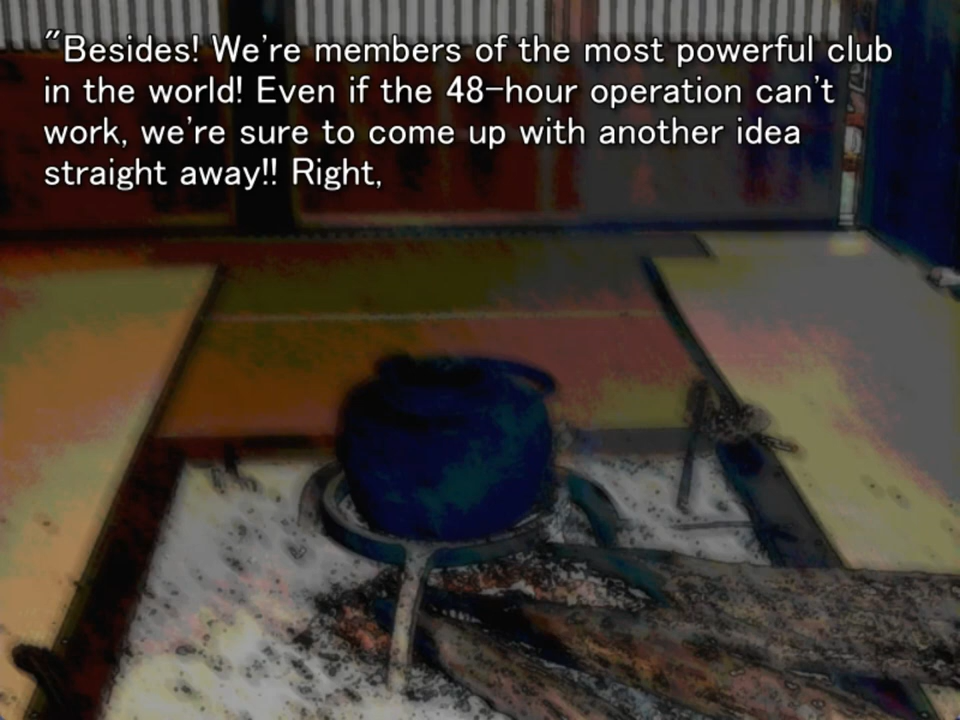 "Besides! We're members of the most powerful club
in the world! Even if the 48-hour operation can't
work, we're sure to come up with another idea
straight away!! Right,